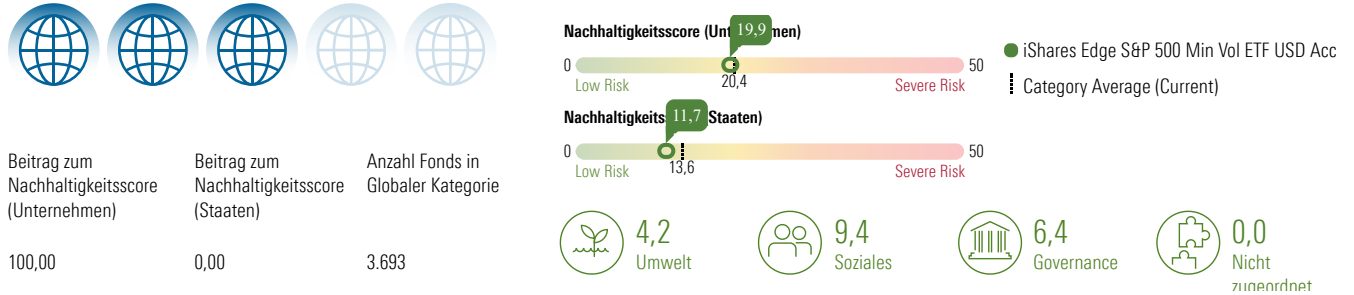 Beitrag zum
Nachhaltigkeitsscore
(Unternehmen)
100,00
Beitrag zum
Nachhaltigkeitsscore
(Staaten)
0,00
Anzahl Fonds in
Globaler Kategorie
3.693
Nachhaltigkeitsscore (Unt men)
19,9
0
50
Low Risk
20,4
Severe Risk
Nachhaltigkeits Staaten)
11,7
0
50
Low Risk
13,6
Severe Risk
iShares Edge S&P 500 Min Vol ETF USD Acc
Category Average (Current)
4,2
Umwelt
9,4
Soziales
6,4
Governance
0,0
Nicht
zugeordnet